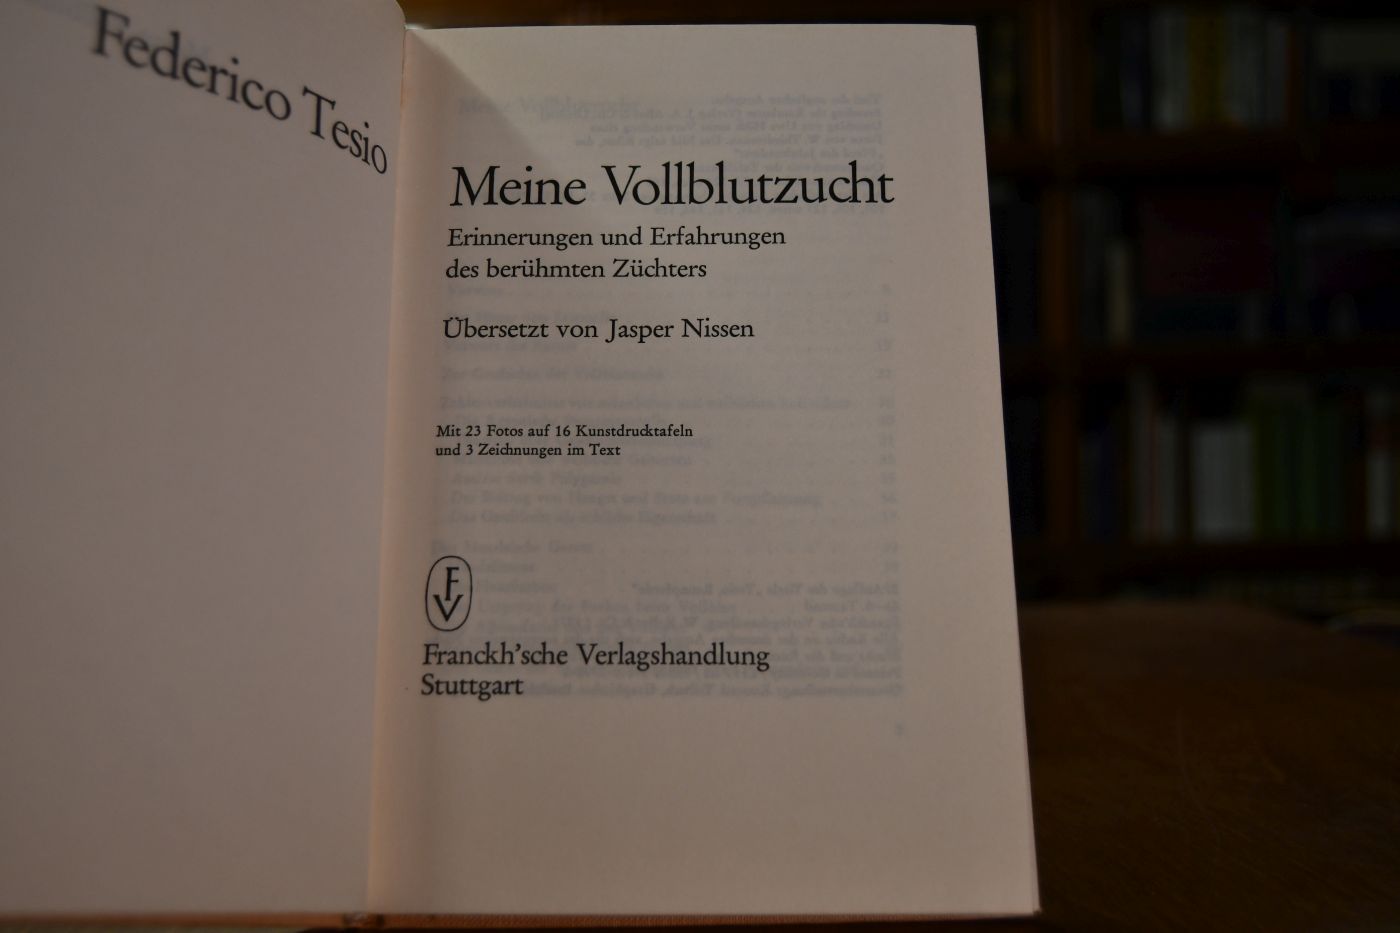 Federico Tesio
Meine Vollblutzucht
Erinnerungen und Erfahrungen
des berühmten Züchters
Übersetzt von Jasper Nissen
Mit 23 Fotos auf 16 Kunstdrucktafeln
und 3 Zeichnungen im Text
FV
Franckh'sche Verlagshandlung
Stuttgart